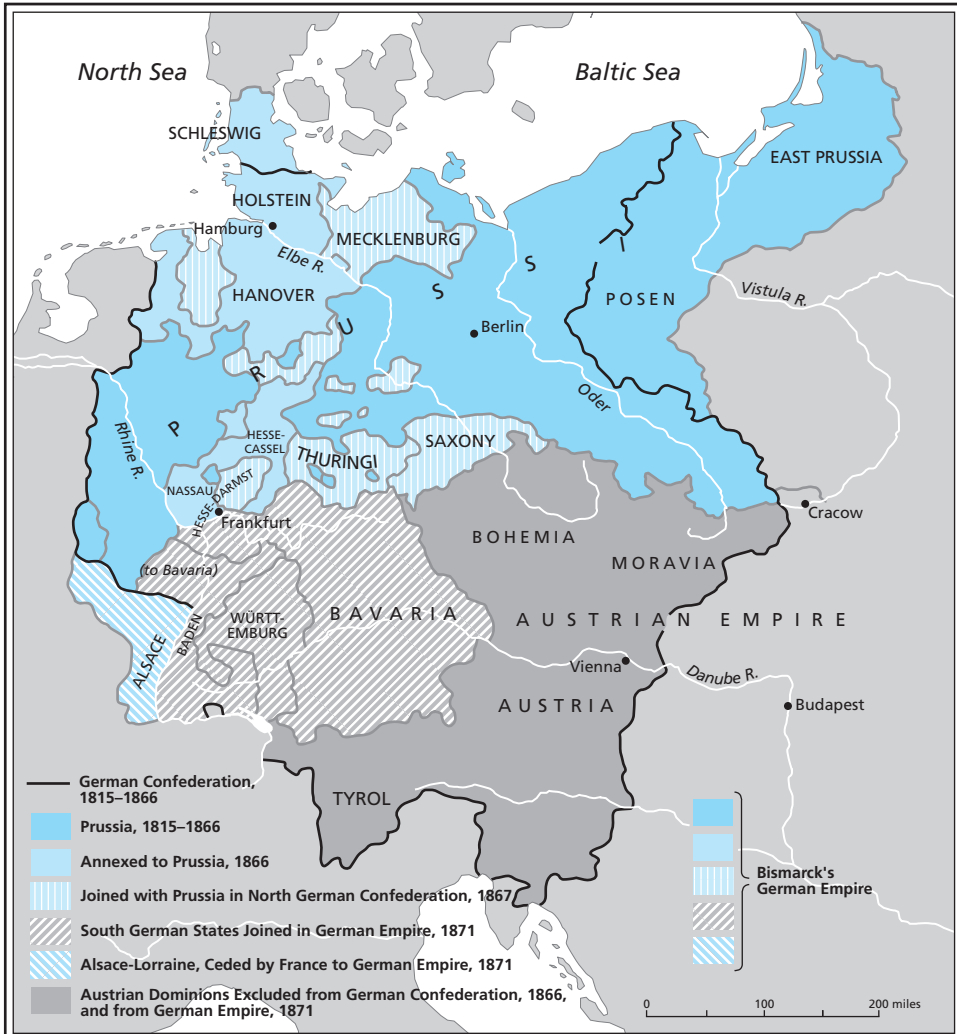 North Sea
Baltic Sea
SCHLESWIG
EAST PRUSSIA
HOLSTEIN
Hamburg
MECKLENBURG
Elbe R.
HANOVER
POSEN
Vistula R.
Berlin
PRUSSI
Oder
Rhine R.
HESSE-
CASSEL
THURINGI
SAXONY
NASSAU
HESSE-DARMST
Frankfurt
Cracow
BOHEMIA
MORAVIA
(to Bavaria)
BAVARIA
AUSTRIAN EMPIRE
WÜRTT-
EMBURG
BADEN
ALSACE
Vienna
Danube R.
AUSTRIA
Budapest
TYROL
German Confederation,
1815–1866
Prussia, 1815–1866
Annexed to Prussia, 1866
Joined with Prussia in North German Confederation, 1867
South German States Joined in German Empire, 1871
Alsace-Lorraine, Ceded by France to German Empire, 1871
Austrian Dominions Excluded from German Confederation, 1866,
and from German Empire, 1871
Bismarck's
German Empire
0 100 200 miles